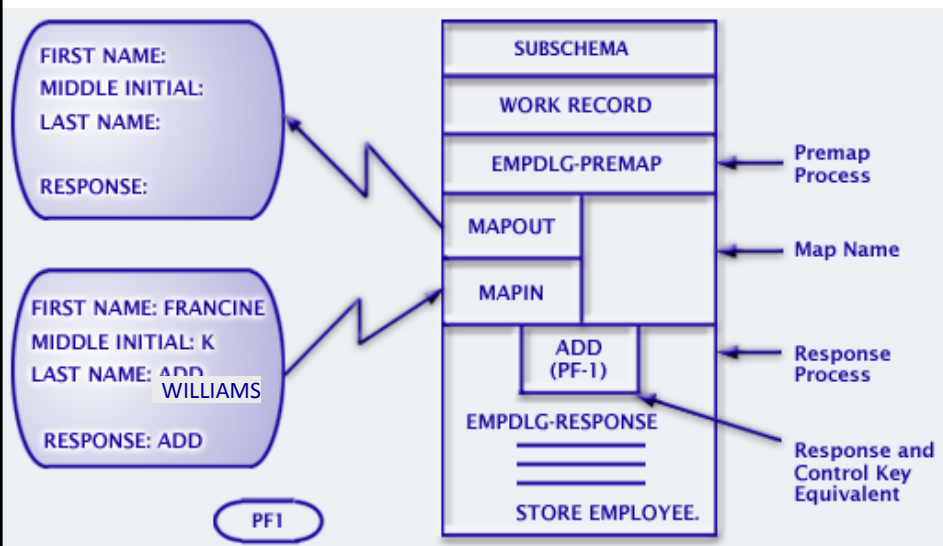 FIRST NAME:
MIDDLE INITIAL:
LAST NAME:
RESPONSE:
FIRST NAME: FRANCINE
MIDDLE INITIAL: K
LAST NAME: ADD
WILLIAMS
RESPONSE: ADD
PF1
SUBSCHEMA
WORK RECORD
EMPDLG-PREMAP
MAPOUT
MAPIN
ADD
(PF-1)
EMPDLG-RESPONSE
STORE EMPLOYEE.
Premap
Process
Map Name
Response
Process
Response and
Control Key
Equivalent